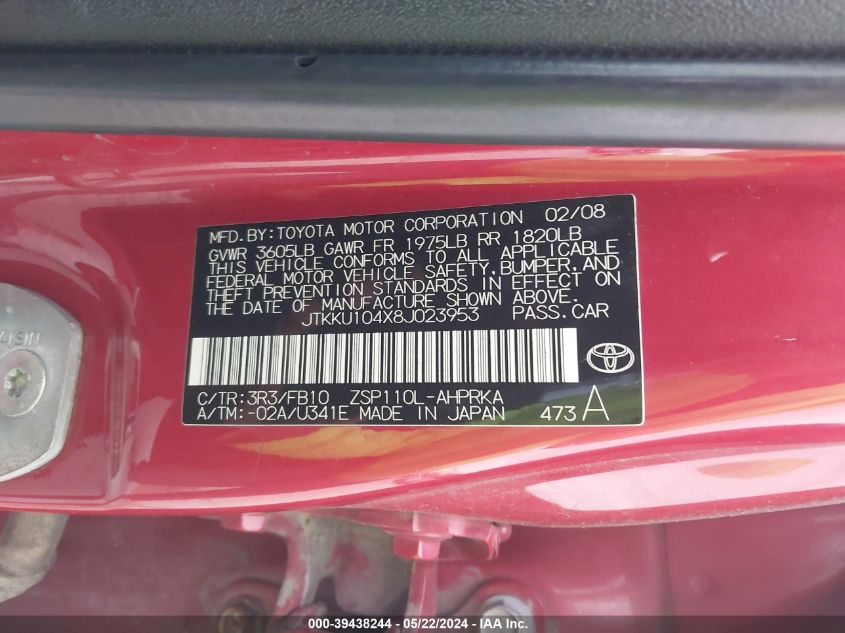 MFD.BY:TOYOTA MOTOR CORPORATION 02/08
GVWR 3605LB GAWR FR 1975LB RR 1820LB
THIS VEHICLE CONFORMS TO ALL APPLICABLE
FEDERAL MOTOR VEHICLE SAFETY,BUMPER,AND
THEFT PREVENTION STANDARDS IN EFFECT ON
THE DATE OF MANUFACTURE SHOWN ABOVE.
JTKKU104X8J023953 PASS.CAR
C/TR:3R3/FB10 ZSP110L-AHPRKA
A/TM:-02A/U341E MADE IN JAPAN 473 A
000-39438244 — 05/22/2024 — IAA Inc.